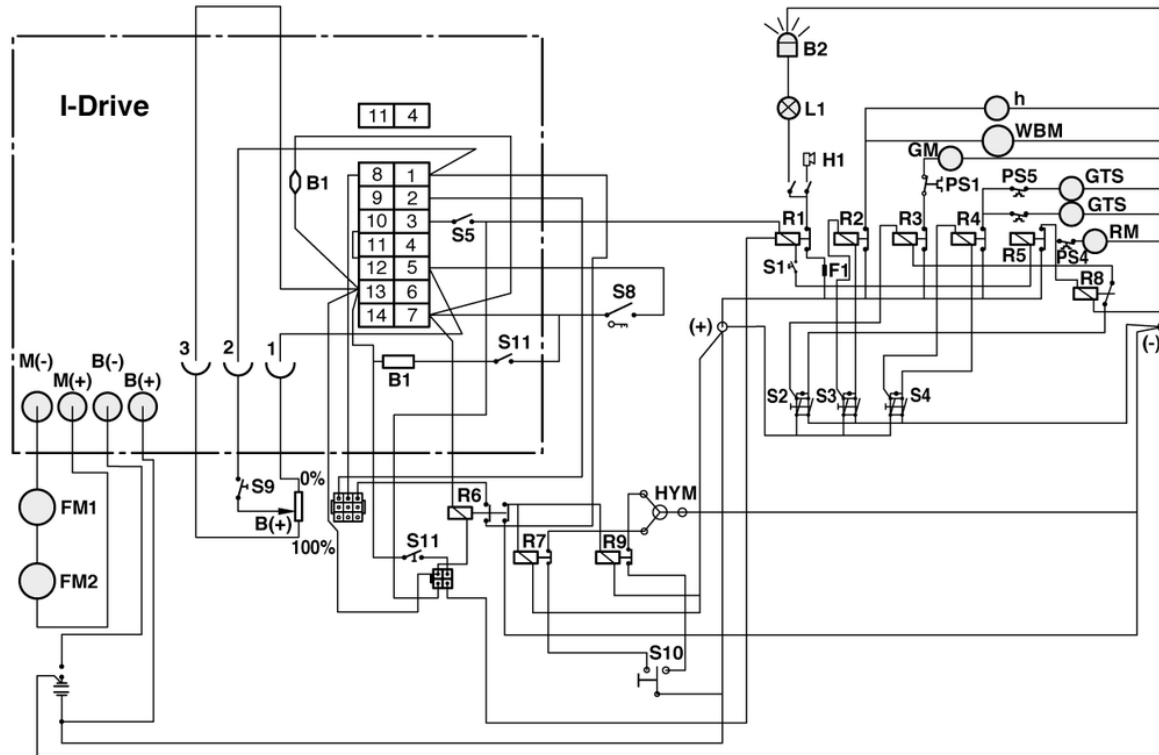 I-Drive
11 4
B1
8 1
9 2
10 3
11 4
12 5
13 6
14 7
S5
S8
S11
B1
3 2 1
M(-)
M(+)
B(-)
B(+)
FM1
FM2
S9
0%
B(+)
100%
S11
R6
R7
R9
HYM
S10
B2
L1
H1
h
WBM
GM
PS1
PS5
GTS
GTS
RM
PS4
R1
R2
R3
R4
R5
R8
S1
F1
(+)
(-)
S2
S3
S4